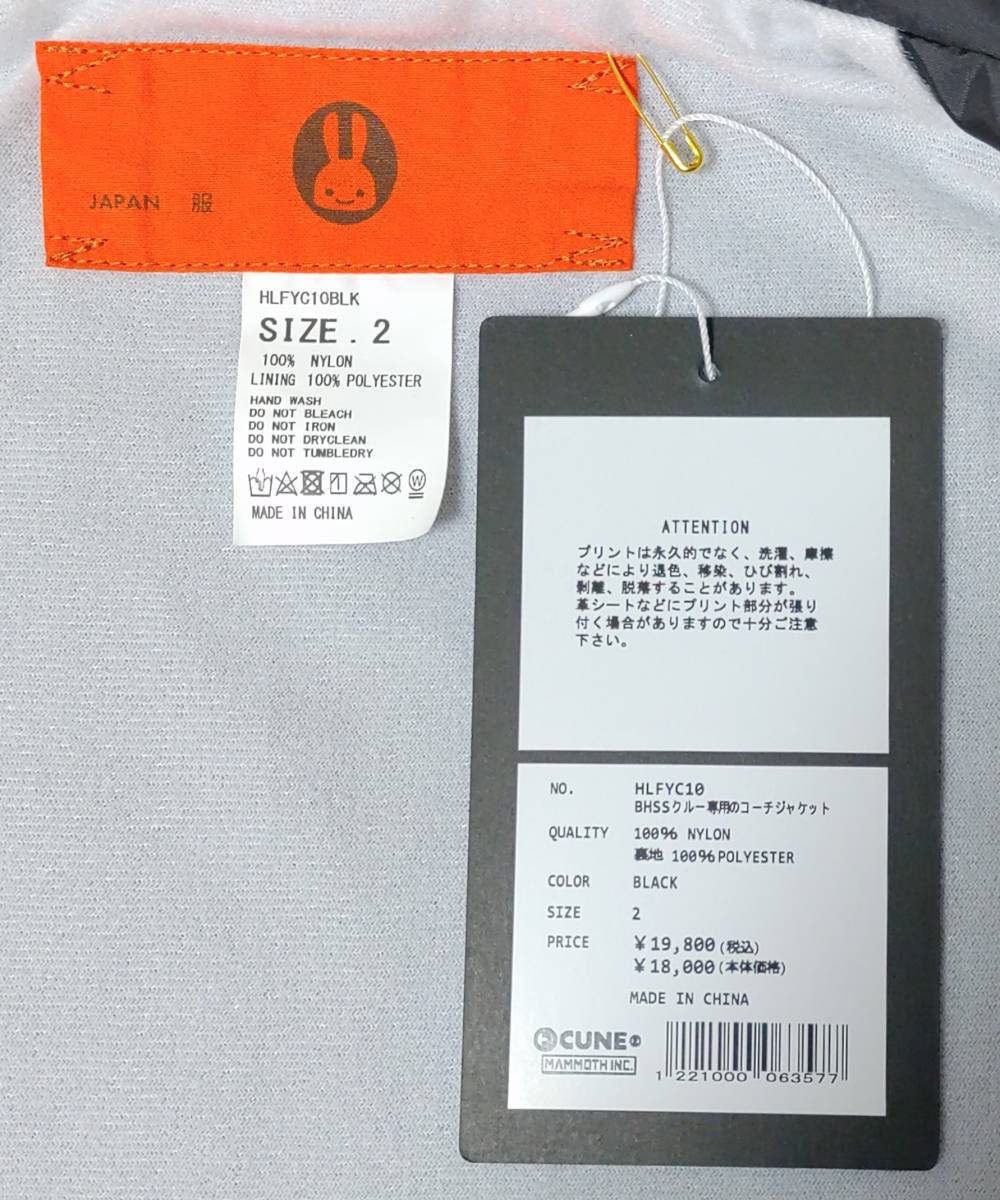 JAPAN 服
HLFYC10BLK
SIZE . 2
100% NYLON
LINING 100% POLYESTER
HAND WASH
DO NOT BLEACH
DO NOT IRON
DO NOT DRYCLEAN
DO NOT TUMBLEDRY
W
MADE IN CHINA
ATTENTION
プリントは永久的でなく、洗濯、摩擦
などにより退色、移染、ひび割れ、
剥離、脱落することがあります。
革シートなどにプリント部分が張り
付く場合がありますので十分ご注意
下さい。
NO. HLFYC10
BHSSクルー専用のコーチジャケット
QUALITY 100% NYLON
裏地 100%POLYESTER
COLOR BLACK
SIZE 2
PRICE ¥19,800(税込)
¥18,000(本体価格)
MADE IN CHINA
CUNE
MAMMOTH INC.
1 221000 063577